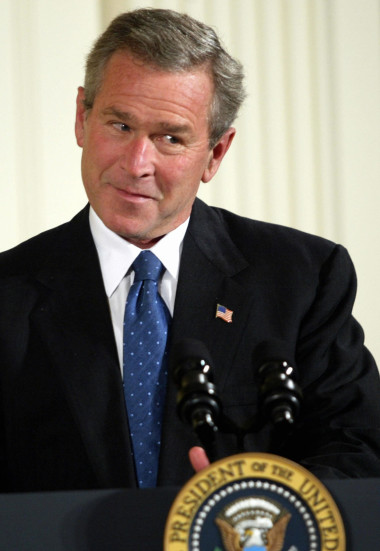 PRESIDENT OF THE UNITED